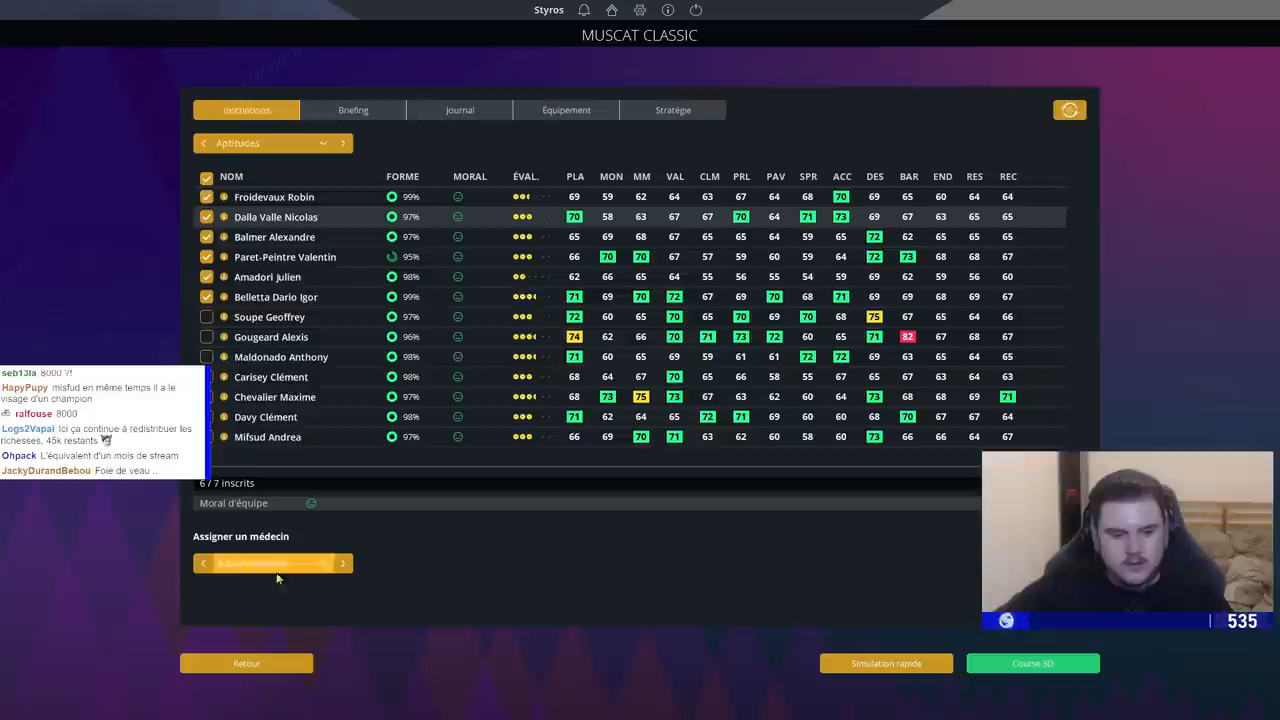 Styros
MUSCAT CLASSIC
Inscriptions Briefing Journal Équipement Stratégie
Aptitudes
NOM FORME MORAL ÉVAL. PLA MON MM VAL CLM PRL PAV SPR ACC DES BAR END RES REC
Froidevaux Robin 99% 69 59 62 64 63 67 64 68 70 69 65 60 64 64
Dalla Valle Nicolas 97% 70 58 63 67 67 70 64 71 73 69 67 63 65 65
Balmer Alexandre 97% 65 69 68 67 65 65 64 59 65 72 62 65 65 65
Paret-Peintre Valentin 95% 66 70 70 67 57 59 60 59 64 72 73 68 68 67
Amadori Julien 98% 62 66 65 64 55 56 55 54 59 69 62 59 56 60
Belletta Dario Igor 99% 71 69 70 72 67 69 70 68 71 69 69 68 69 67
Soupe Geoffrey 97% 72 60 65 70 65 70 69 70 68 75 67 65 66 64
Gougeard Alexis 96% 74 62 66 70 71 73 72 60 65 71 82 68 64 65
Maldonado Anthony 98% 71 60 65 69 59 61 61 72 72 69 63 65 64 65
Carisey Clément 98% 68 64 67 70 65 66 58 55 67 65 67 63 64 63
Chevalier Maxime 97% 68 73 75 73 67 63 62 60 64 73 68 68 69 71
Davy Clément 98% 71 62 64 65 72 71 69 60 60 68 70 67 67 64
Mifsud Andrea 97% 66 69 70 71 63 62 60 58 60 73 66 66 64 67
seb13la 8000 ?!
HapyPupy misfud en même temps il a le
visage d'un champion
ralfouse 8000
Logs2Vapai Ici ça continue à redistribuer les
richesses, 45k restants
Ohpack L'équivalent d'un mois de stream
JackyDurandBebou Foie de veau ..
6 / 7 inscrits
Moral d'équipe
Assigner un médecin
535
Retour Simulation rapide Course 3D